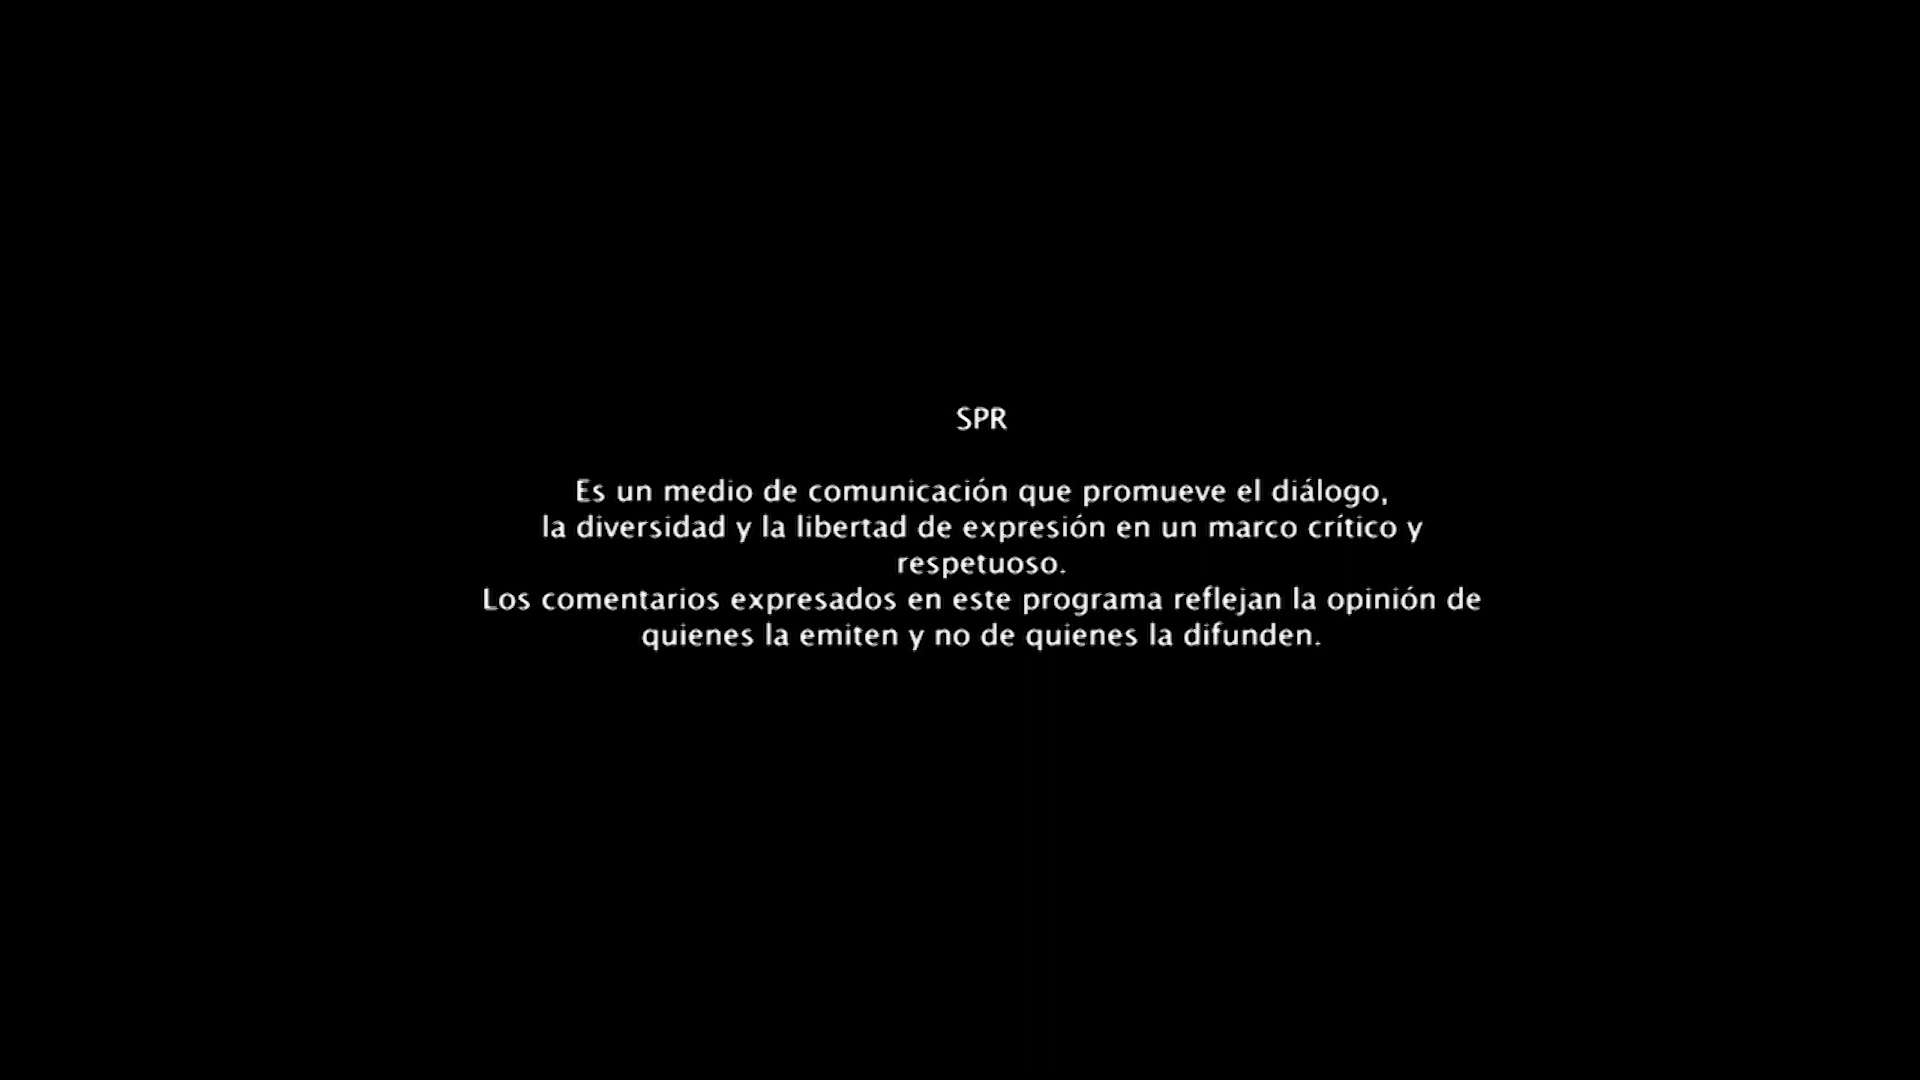 SPR
Es un medio de comunicación que promueve el diálogo,
la diversidad y la libertad de expresión en un marco crítico y
respetuoso.
Los comentarios expresados en este programa reflejan la opinión de
quienes la emiten y no de quienes la difunden.